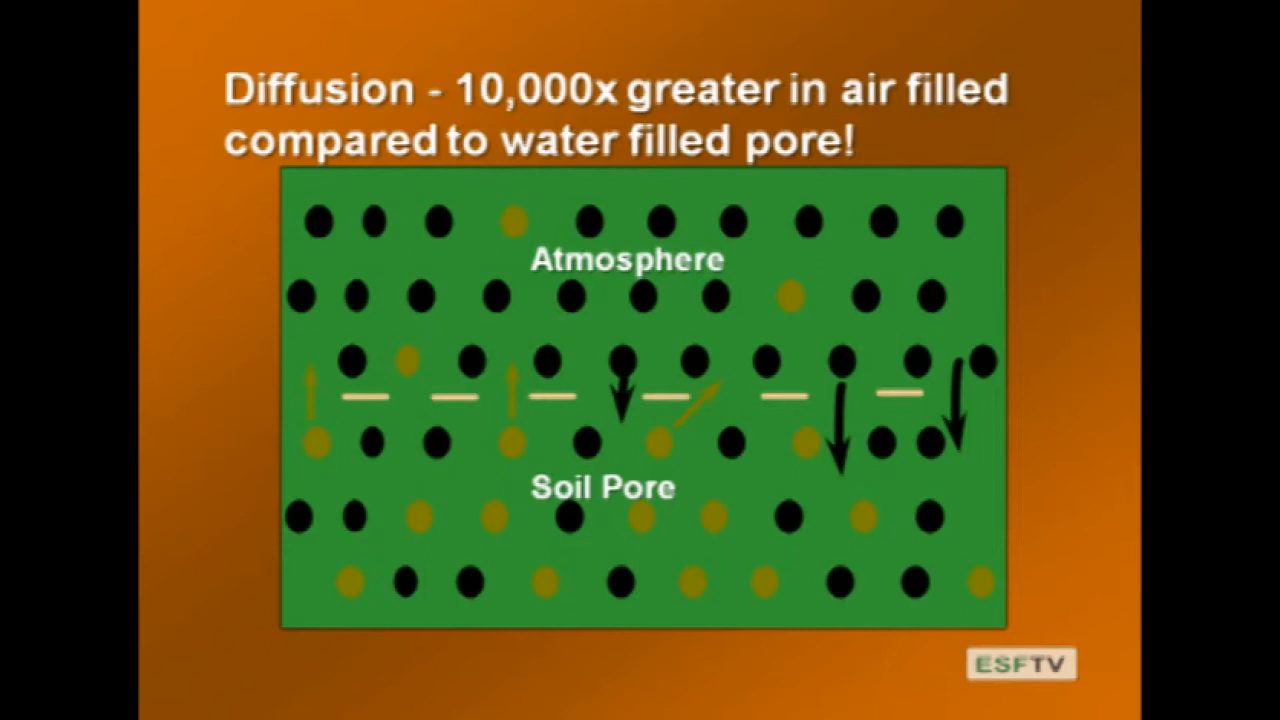 Diffusion - 10,000x greater in air filled
compared to water filled pore!
Atmosphere
Soil Pore
ESFTV